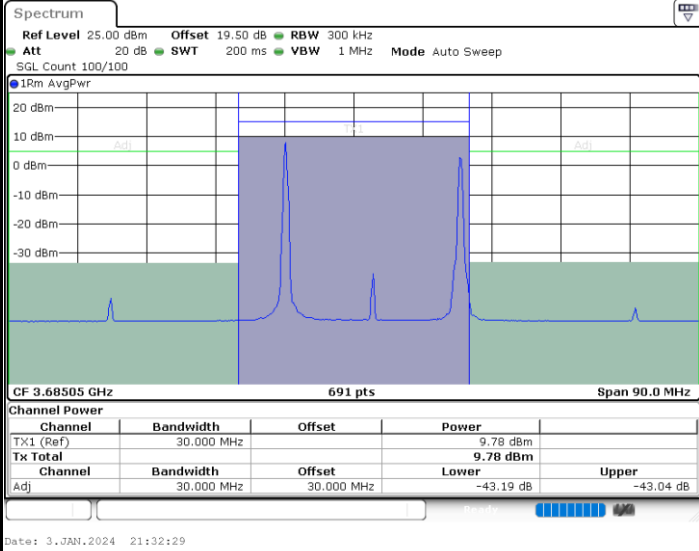 Spectrum
Ref Level 25.00 dBm Offset 19.50 dB RBW 300 kHz
Att 20 dB SWT 200 ms VBW 1 MHz Mode Auto Sweep
SGL Count 100/100
1Rm AvgPwr
20 dBm
TX1
10 dBm
Adj Adj
0 dBm
-10 dBm
-20 dBm
-30 dBm
CF 3.68505 GHz 691 pts Span 90.0 MHz
Channel Power
Channel Bandwidth Offset Power
TX1 (Ref) 30.000 MHz 9.78 dBm
Tx Total 9.78 dBm
Channel Bandwidth Offset Lower Upper
Adj 30.000 MHz 30.000 MHz -43.19 dB -43.04 dB
Ready
Date: 3.JAN.2024 21:32:29